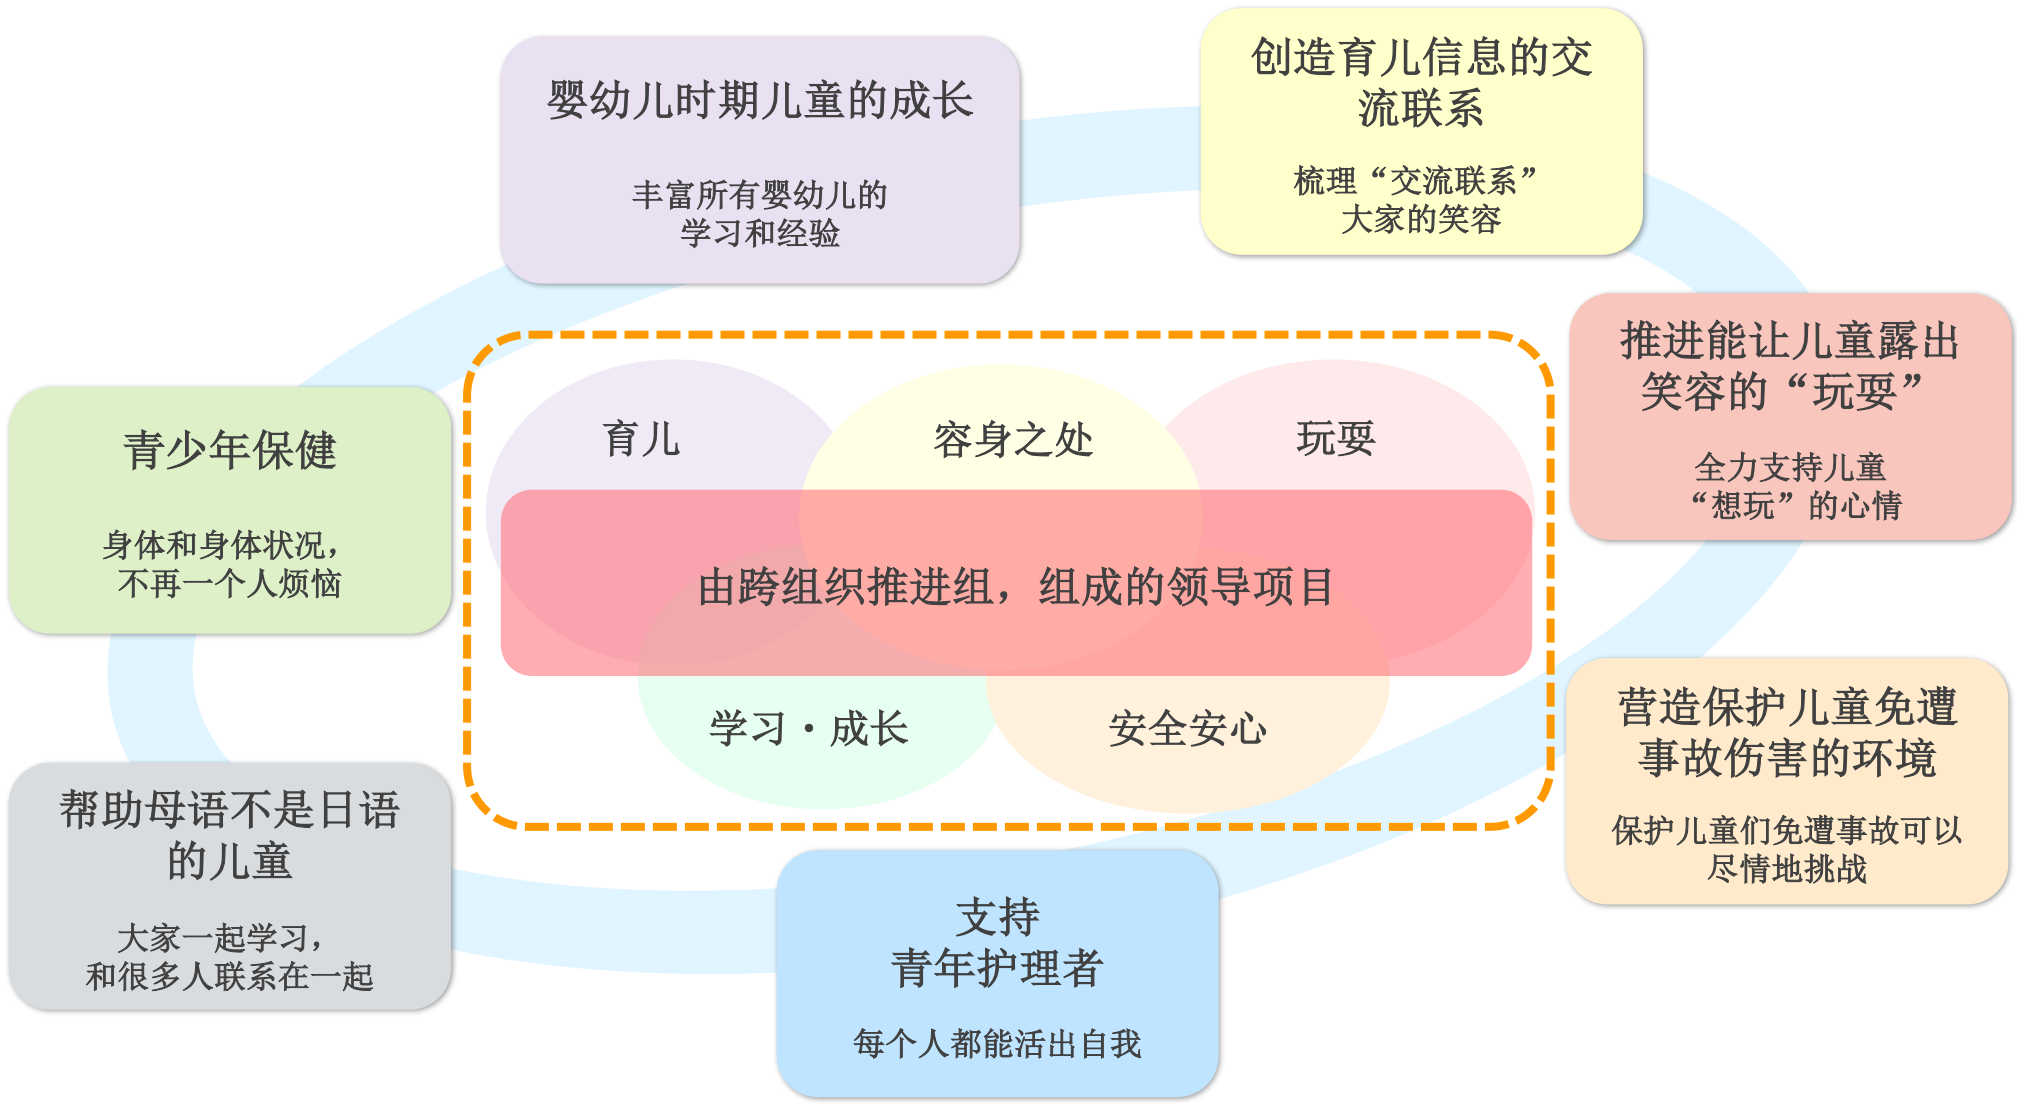 婴幼儿时期儿童的成长
丰富所有婴幼儿的
学习和经验
创造育儿信息的交
流联系
梳理“交流联系”
大家的笑容
推进能让儿童露出
笑容的“玩耍”
全力支持儿童
“想玩”的心情
青少年保健
身体和身体状况，
不再一个人烦恼
育儿
容身之处
玩耍
由跨组织推进组，组成的领导项目
学习・成长
安全安心
营造保护儿童免遭
事故伤害的环境
保护儿童们免遭事故可以
尽情地挑战
帮助母语不是日语
的儿童
大家一起学习，
和很多人联系在一起
支持
青年护理者
每个人都能活出自我